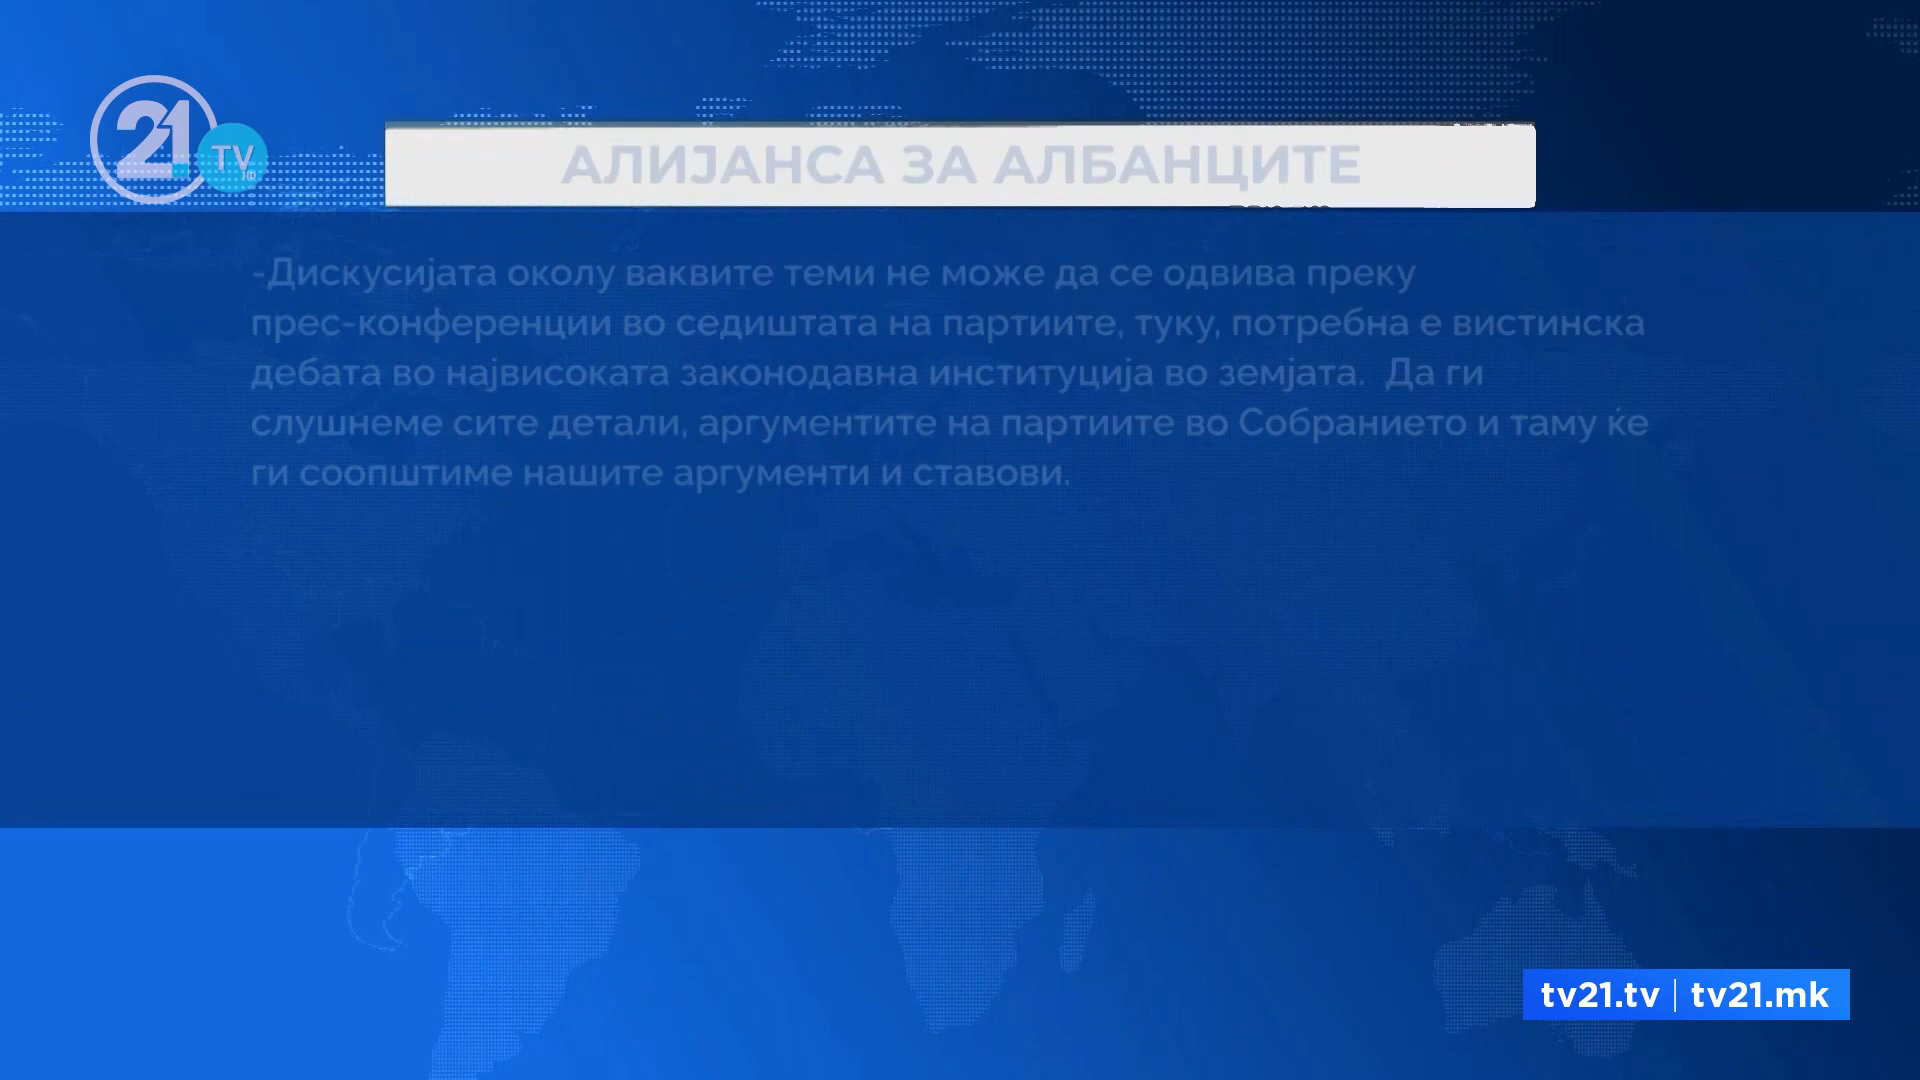 21 TV HD
АЛИЈАНСА ЗА АЛБАНЦИТЕ
-Дискусијата околу ваквите теми не може да се одвива преку
прес-конференции во седиштата на партиите, туку, потребна е вистинска
дебата во највисоката законодавна институција во земјата. Да ги
слушнеме сите детали, аргументите на партиите во Собранието и таму ќе
ги соопштиме нашите аргументи и ставови.
tv21.tv | tv21.mk